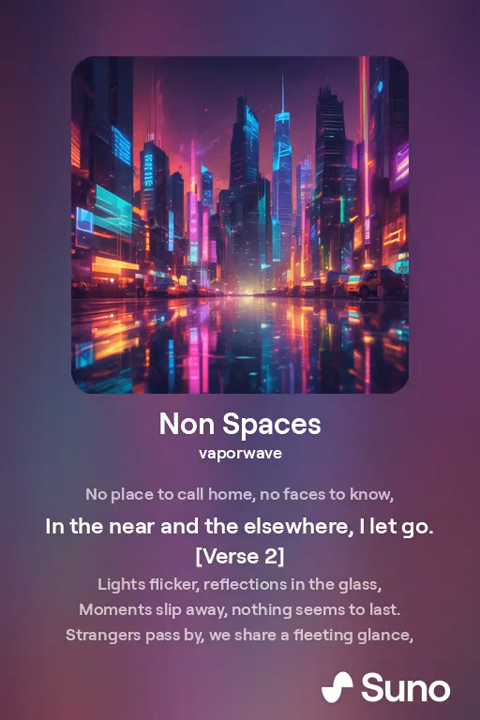 Non Spaces
vaporwave
No place to call home, no faces to know,
In the near and the elsewhere, I let go.
[Verse 2]
Lights flicker, reflections in the glass,
Moments slip away, nothing seems to last.
Strangers pass by, we share a fleeting glance,
Suno